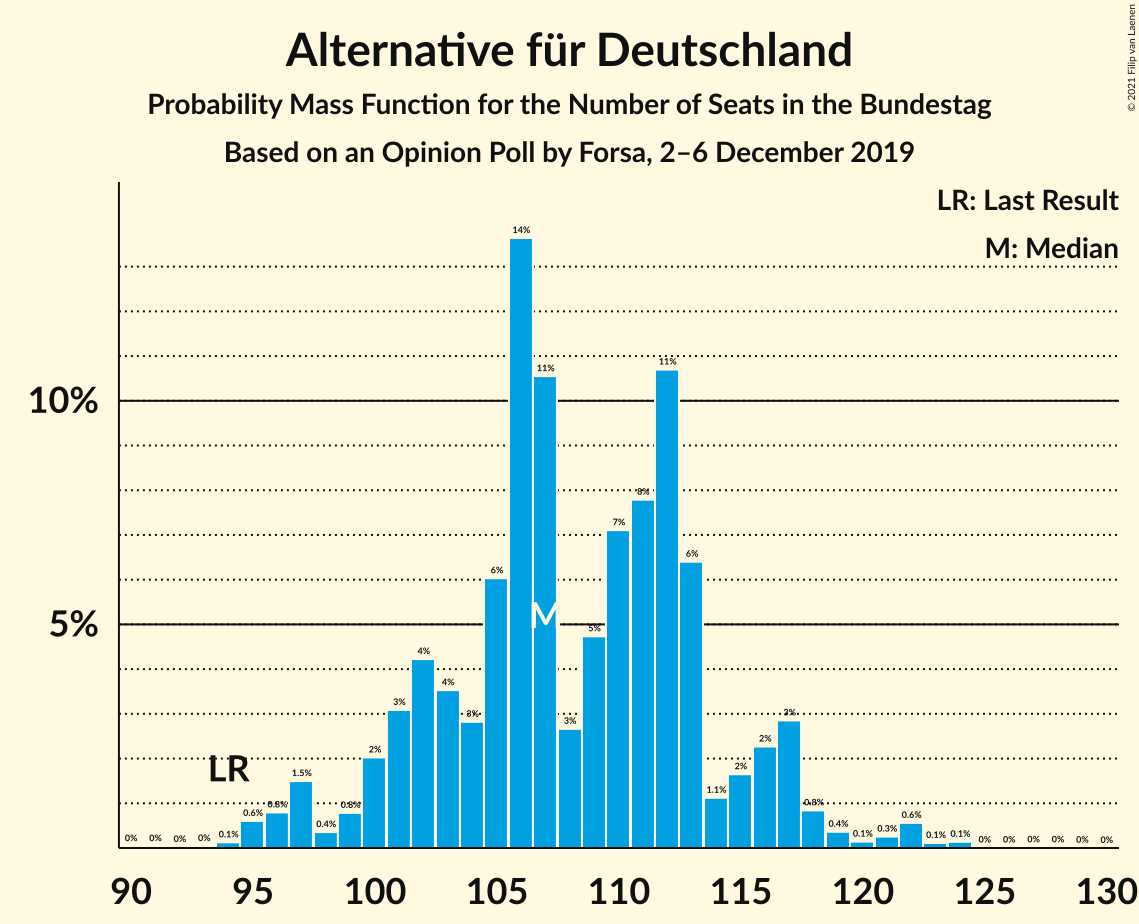 Alternative für Deutschland
Probability Mass Function for the Number of Seats in the Bundestag
Based on an Opinion Poll by Forsa, 2–6 December 2019
© 2021 Filip van Laenen
LR: Last Result
M: Median
10%
5%
LR
M
0% 0% 0% 0% 0.1% 0.6% 0.8% 1.5% 0.4% 0.8% 2% 3% 4% 4% 3% 6% 14% 11% 3% 5% 7% 8% 11% 6% 1.1% 2% 2% 3% 0.8% 0.4% 0.1% 0.3% 0.6% 0.1% 0.1% 0% 0% 0% 0% 0% 0%
90 95 100 105 110 115 120 125 130